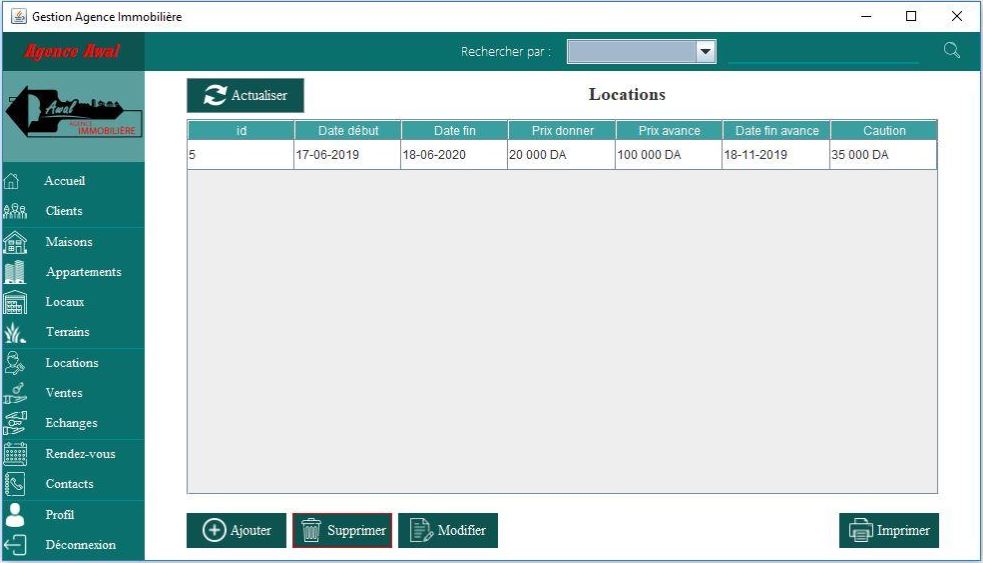 Gestion Agence Immobilière
Agence Awal
Rechercher par :
Awal
AGENCE
IMMOBILIÈRE
Actualiser
Locations
id Date début Date fin Prix donner Prix avance Date fin avance Caution
5 17-06-2019 18-06-2020 20 000 DA 100 000 DA 18-11-2019 35 000 DA
Accueil
Clients
Maisons
Appartements
Locaux
Terrains
Locations
Ventes
Echanges
Rendez-vous
Contacts
Profil
Déconnexion
Ajouter Supprimer Modifier Imprimer